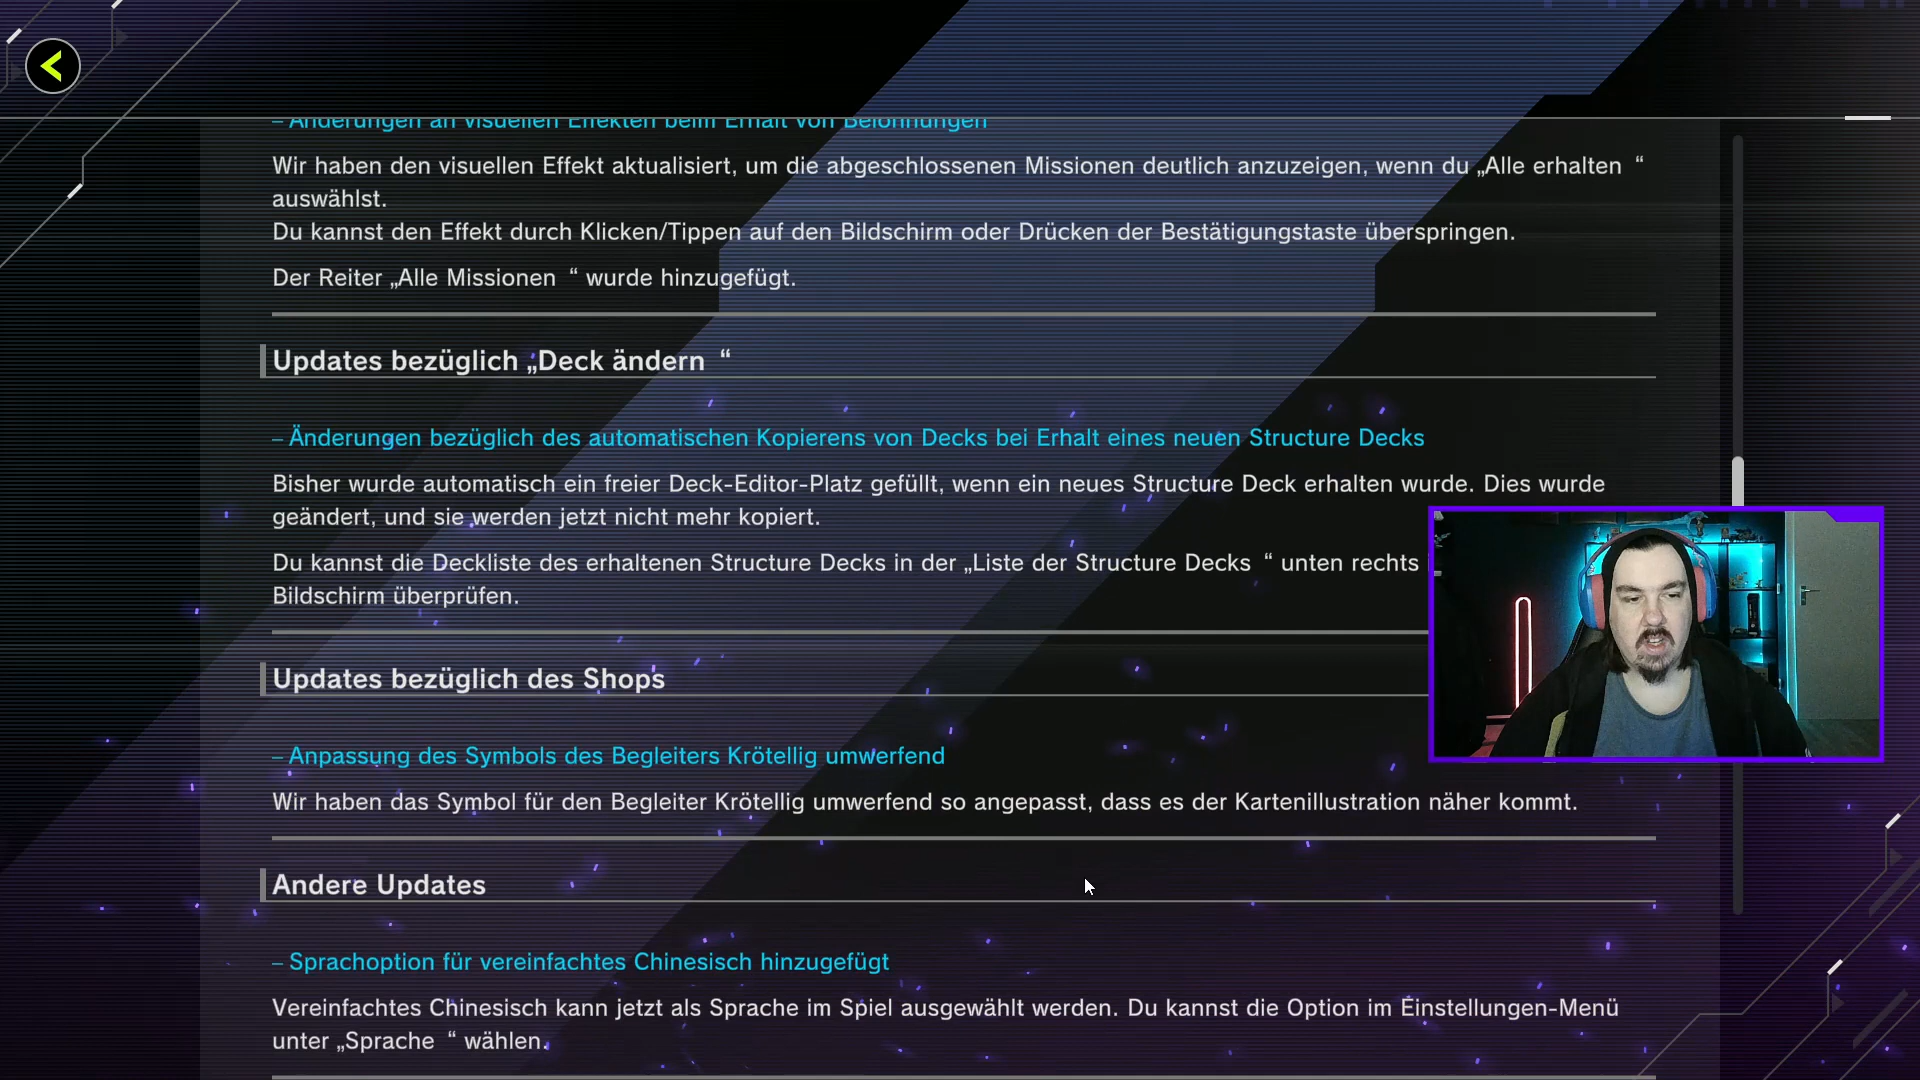 – Änderungen an visuellen Effekten beim Erhalt von Belohnungen
Wir haben den visuellen Effekt aktualisiert, um die abgeschlossenen Missionen deutlich anzuzeigen, wenn du „Alle erhalten “
auswählst.
Du kannst den Effekt durch Klicken/Tippen auf den Bildschirm oder Drücken der Bestätigungstaste überspringen.
Der Reiter „Alle Missionen “ wurde hinzugefügt.
Updates bezüglich „Deck ändern “
– Änderungen bezüglich des automatischen Kopierens von Decks bei Erhalt eines neuen Structure Decks
Bisher wurde automatisch ein freier Deck-Editor-Platz gefüllt, wenn ein neues Structure Deck erhalten wurde. Dies wurde
geändert, und sie werden jetzt nicht mehr kopiert.
Du kannst die Deckliste des erhaltenen Structure Decks in der „Liste der Structure Decks “ unten rechts
Bildschirm überprüfen.
Updates bezüglich des Shops
– Anpassung des Symbols des Begleiters Krötellig umwerfend
Wir haben das Symbol für den Begleiter Krötellig umwerfend so angepasst, dass es der Kartenillustration näher kommt.
Andere Updates
– Sprachoption für vereinfachtes Chinesisch hinzugefügt
Vereinfachtes Chinesisch kann jetzt als Sprache im Spiel ausgewählt werden. Du kannst die Option im Einstellungen-Menü
unter „Sprache “ wählen.